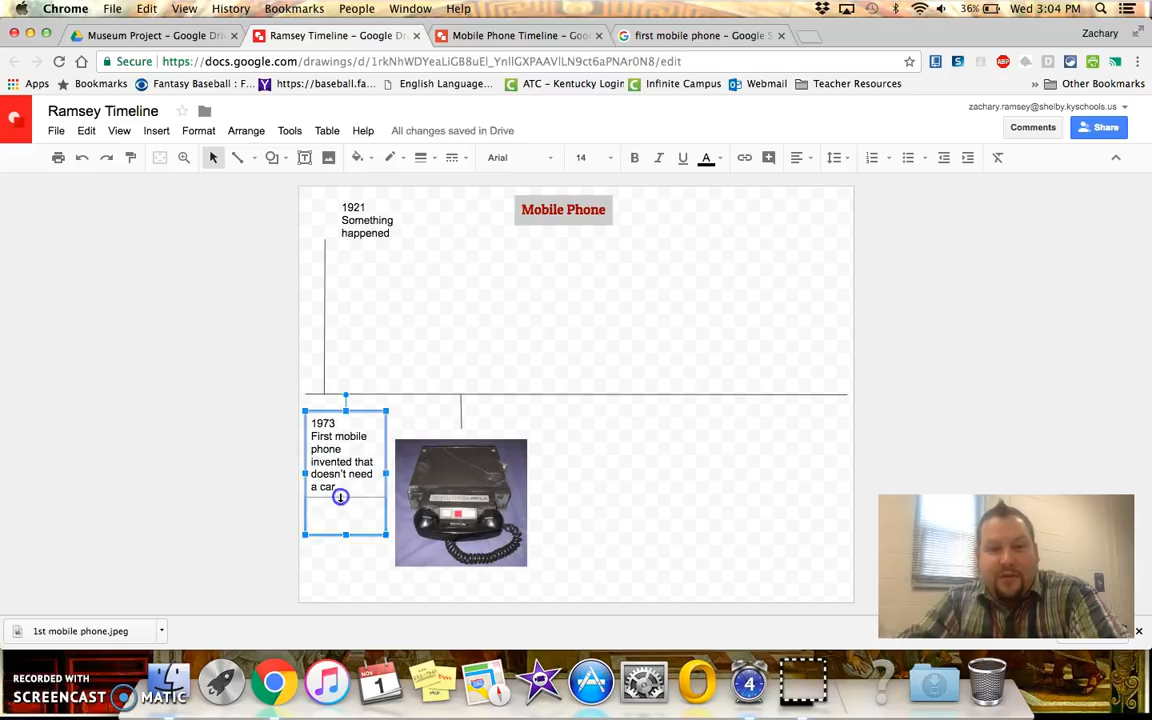 Chrome File Edit View History Bookmarks People Window Help
36% Wed 3:04 PM
Museum Project – Google Dri
Ramsey Timeline – Google Dr
Mobile Phone Timeline – Goo
first mobile phone – Google S
Zachary
Secure https://docs.google.com/drawings/d/1rkNhWDYeaLiGB8uEl_YnllGXPAAVlLN9ct6aPNAr0N8/edit
Apps Bookmarks Fantasy Baseball : F... https://baseball.fa... English Language... ATC – Kentucky Login Infinite Campus Webmail Teacher Resources » Other Bookmarks
Ramsey Timeline
zachary.ramsey@shelby.kyschools.us
File Edit View Insert Format Arrange Tools Table Help All changes saved in Drive
Comments Share
Arial 14 B I U A
1921
Something
happened
Mobile Phone
1973
First mobile
phone
invented that
doesn't need
a car.
1st mobile phone.jpeg
RECORDED WITH
SCREENCAST MATIC
NOV
1
4